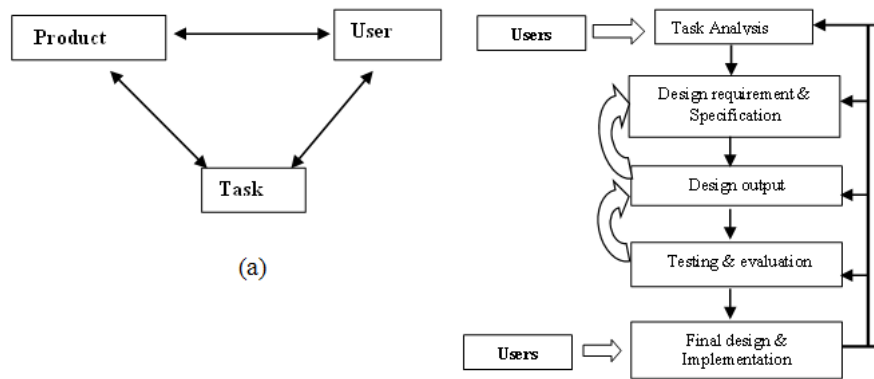 Product
User
Task
(a)
Users
Task Analysis
Design requirement &
Specification
Design output
Testing & evaluation
Users
Final design &
Implementation